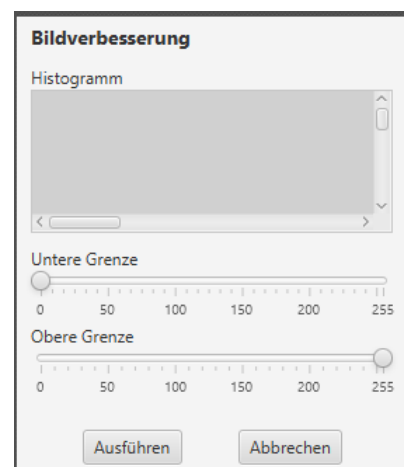 Bildverbesserung
Histogramm
Untere Grenze
0 50 100 150 200 255
Obere Grenze
0 50 100 150 200 255
Ausführen Abbrechen